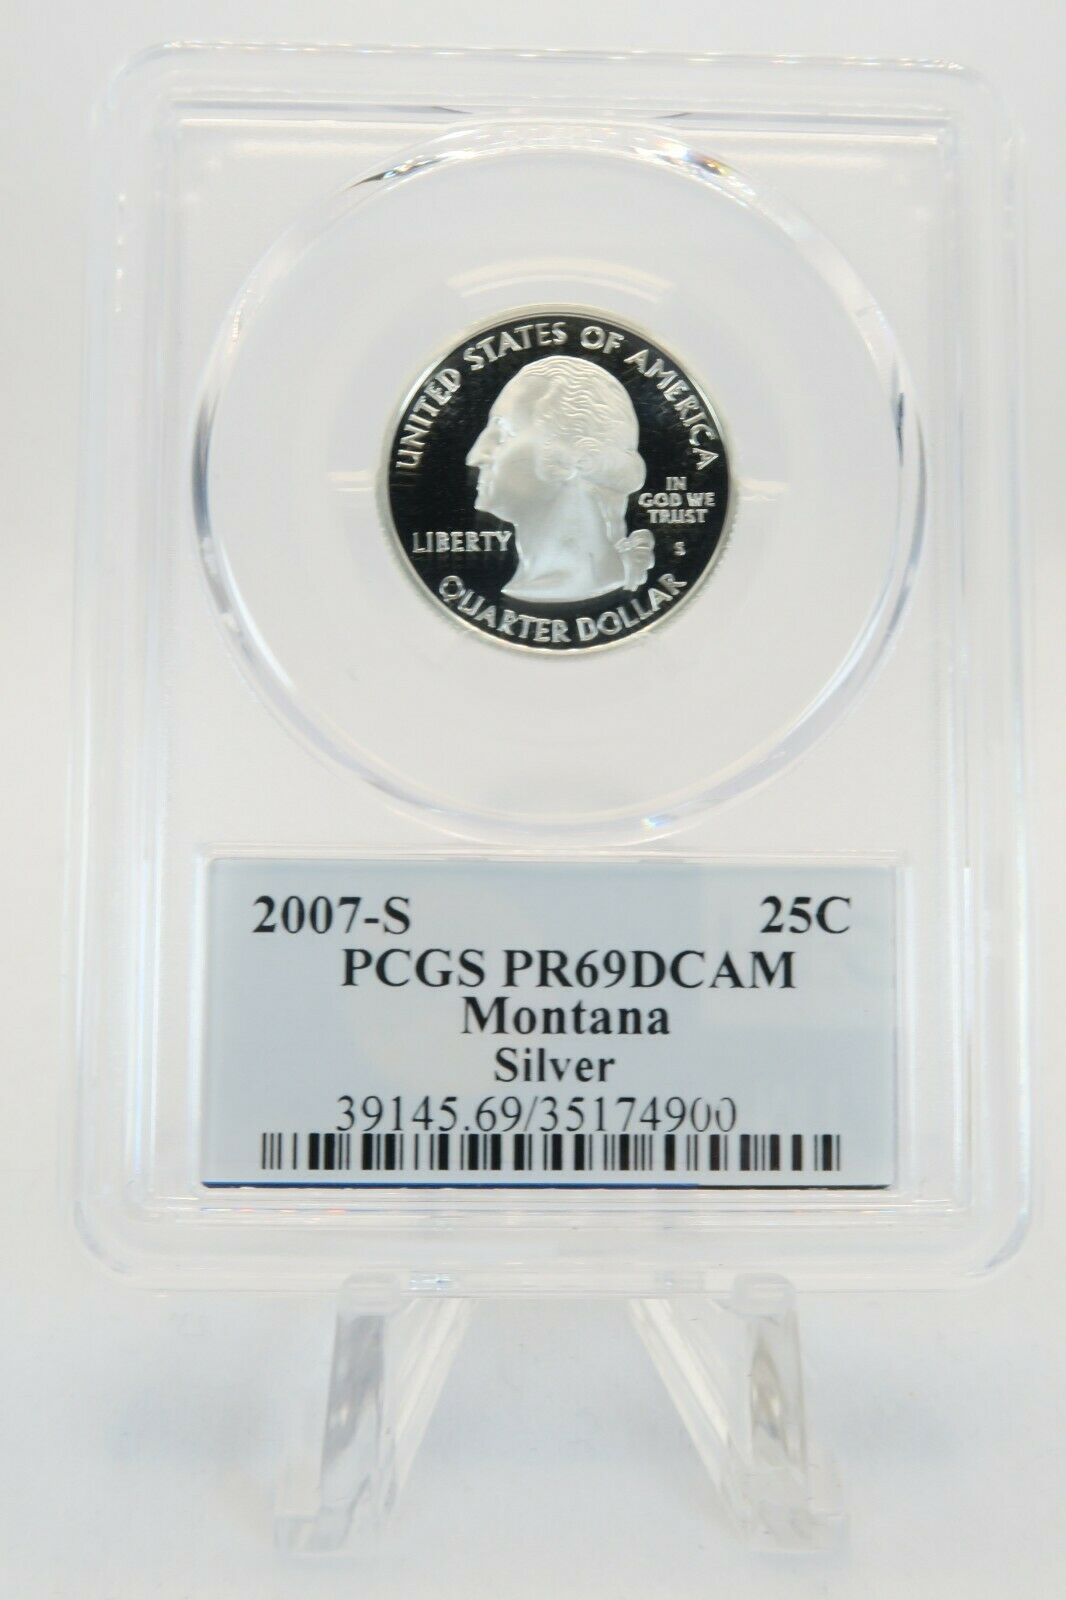 UNITED STATES OF AMERICA
IN
GOD WE
TRUST
LIBERTY
S
QUARTER DOLLAR
2007-S 25C
PCGS PR69DCAM
Montana
Silver
39145.69/35174900